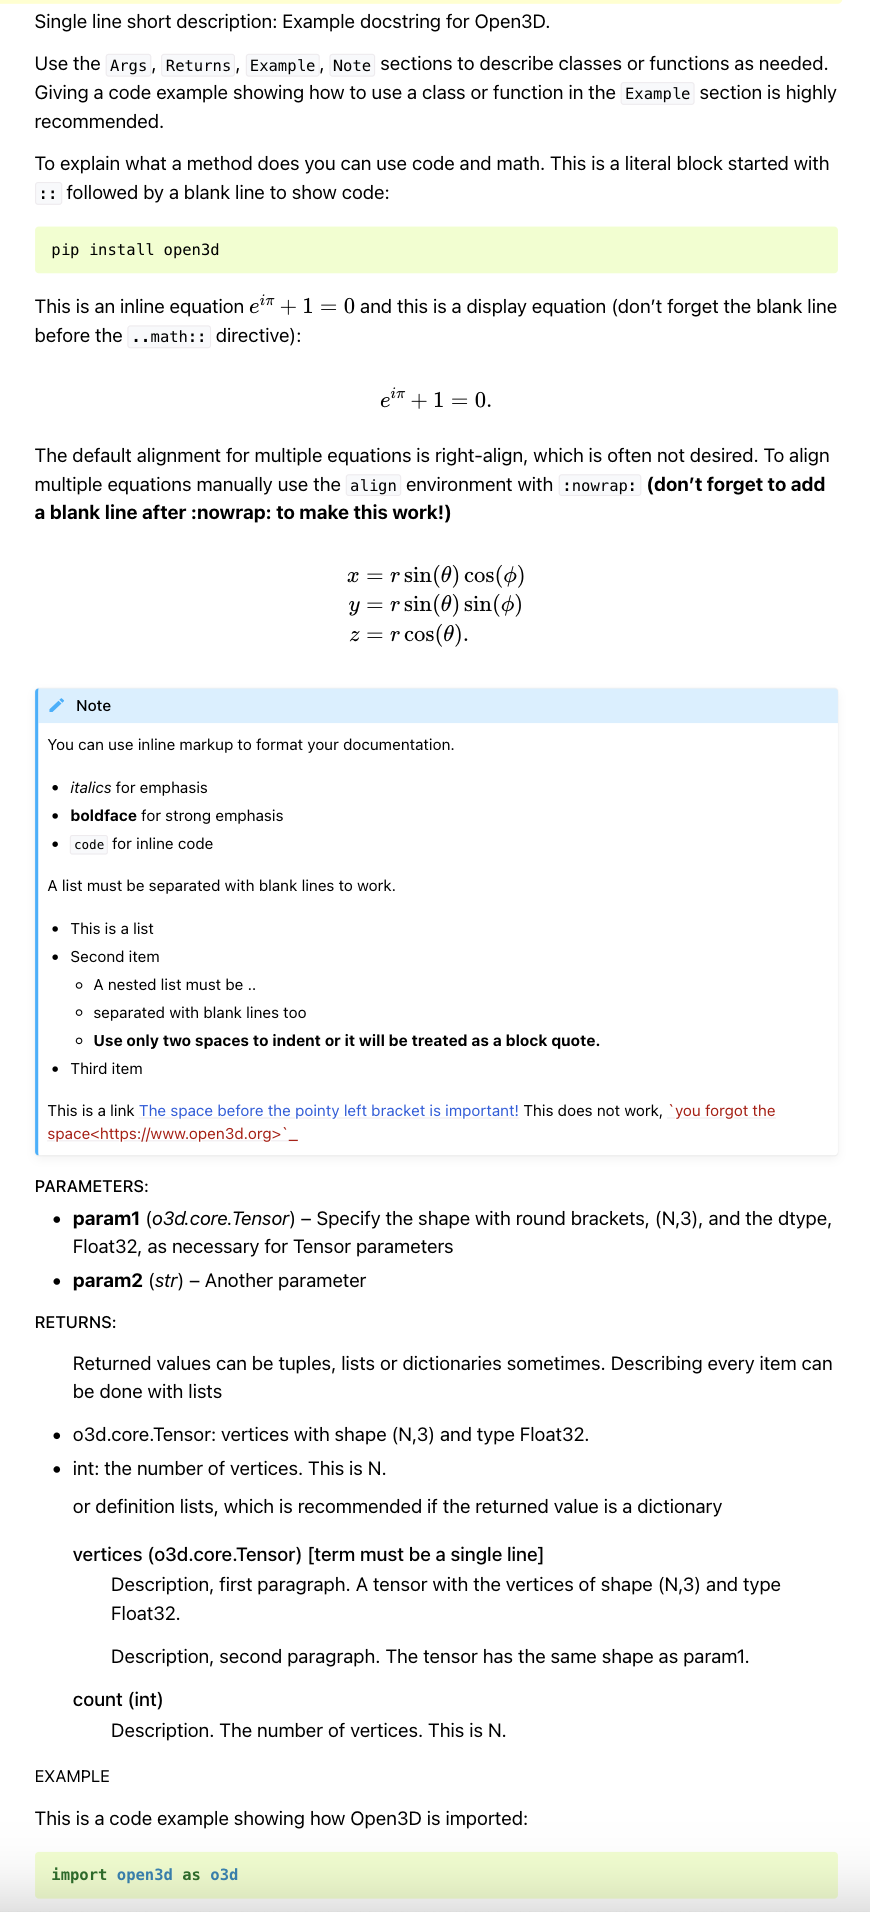 Single line short description: Example docstring for Open3D.
Use the Args, Returns, Example, Note sections to describe classes or functions as needed.
Giving a code example showing how to use a class or function in the Example section is highly
recommended.
To explain what a method does you can use code and math. This is a literal block started with
:: followed by a blank line to show code:
pip install open3d
This is an inline equation e^{iπ} + 1 = 0 and this is a display equation (don’t forget the blank line
before the ..math:: directive):
e^{iπ} + 1 = 0.
The default alignment for multiple equations is right-align, which is often not desired. To align
multiple equations manually use the align environment with :nowrap: (don’t forget to add
a blank line after :nowrap: to make this work!)
x = r sin(θ) cos(ϕ)
y = r sin(θ) sin(ϕ)
z = r cos(θ).
Note
You can use inline markup to format your documentation.
• italics for emphasis
• boldface for strong emphasis
• code for inline code
A list must be separated with blank lines to work.
• This is a list
• Second item
◦ A nested list must be ..
◦ separated with blank lines too
◦ Use only two spaces to indent or it will be treated as a block quote.
• Third item
This is a link The space before the pointy left bracket is important! This does not work, `you forgot the
space<https://www.open3d.org>`_
PARAMETERS:
• param1 (o3d.core.Tensor) – Specify the shape with round brackets, (N,3), and the dtype,
Float32, as necessary for Tensor parameters
• param2 (str) – Another parameter
RETURNS:
Returned values can be tuples, lists or dictionaries sometimes. Describing every item can
be done with lists
• o3d.core.Tensor: vertices with shape (N,3) and type Float32.
• int: the number of vertices. This is N.
or definition lists, which is recommended if the returned value is a dictionary
vertices (o3d.core.Tensor) [term must be a single line]
Description, first paragraph. A tensor with the vertices of shape (N,3) and type
Float32.
Description, second paragraph. The tensor has the same shape as param1.
count (int)
Description. The number of vertices. This is N.
EXAMPLE
This is a code example showing how Open3D is imported:
import open3d as o3d